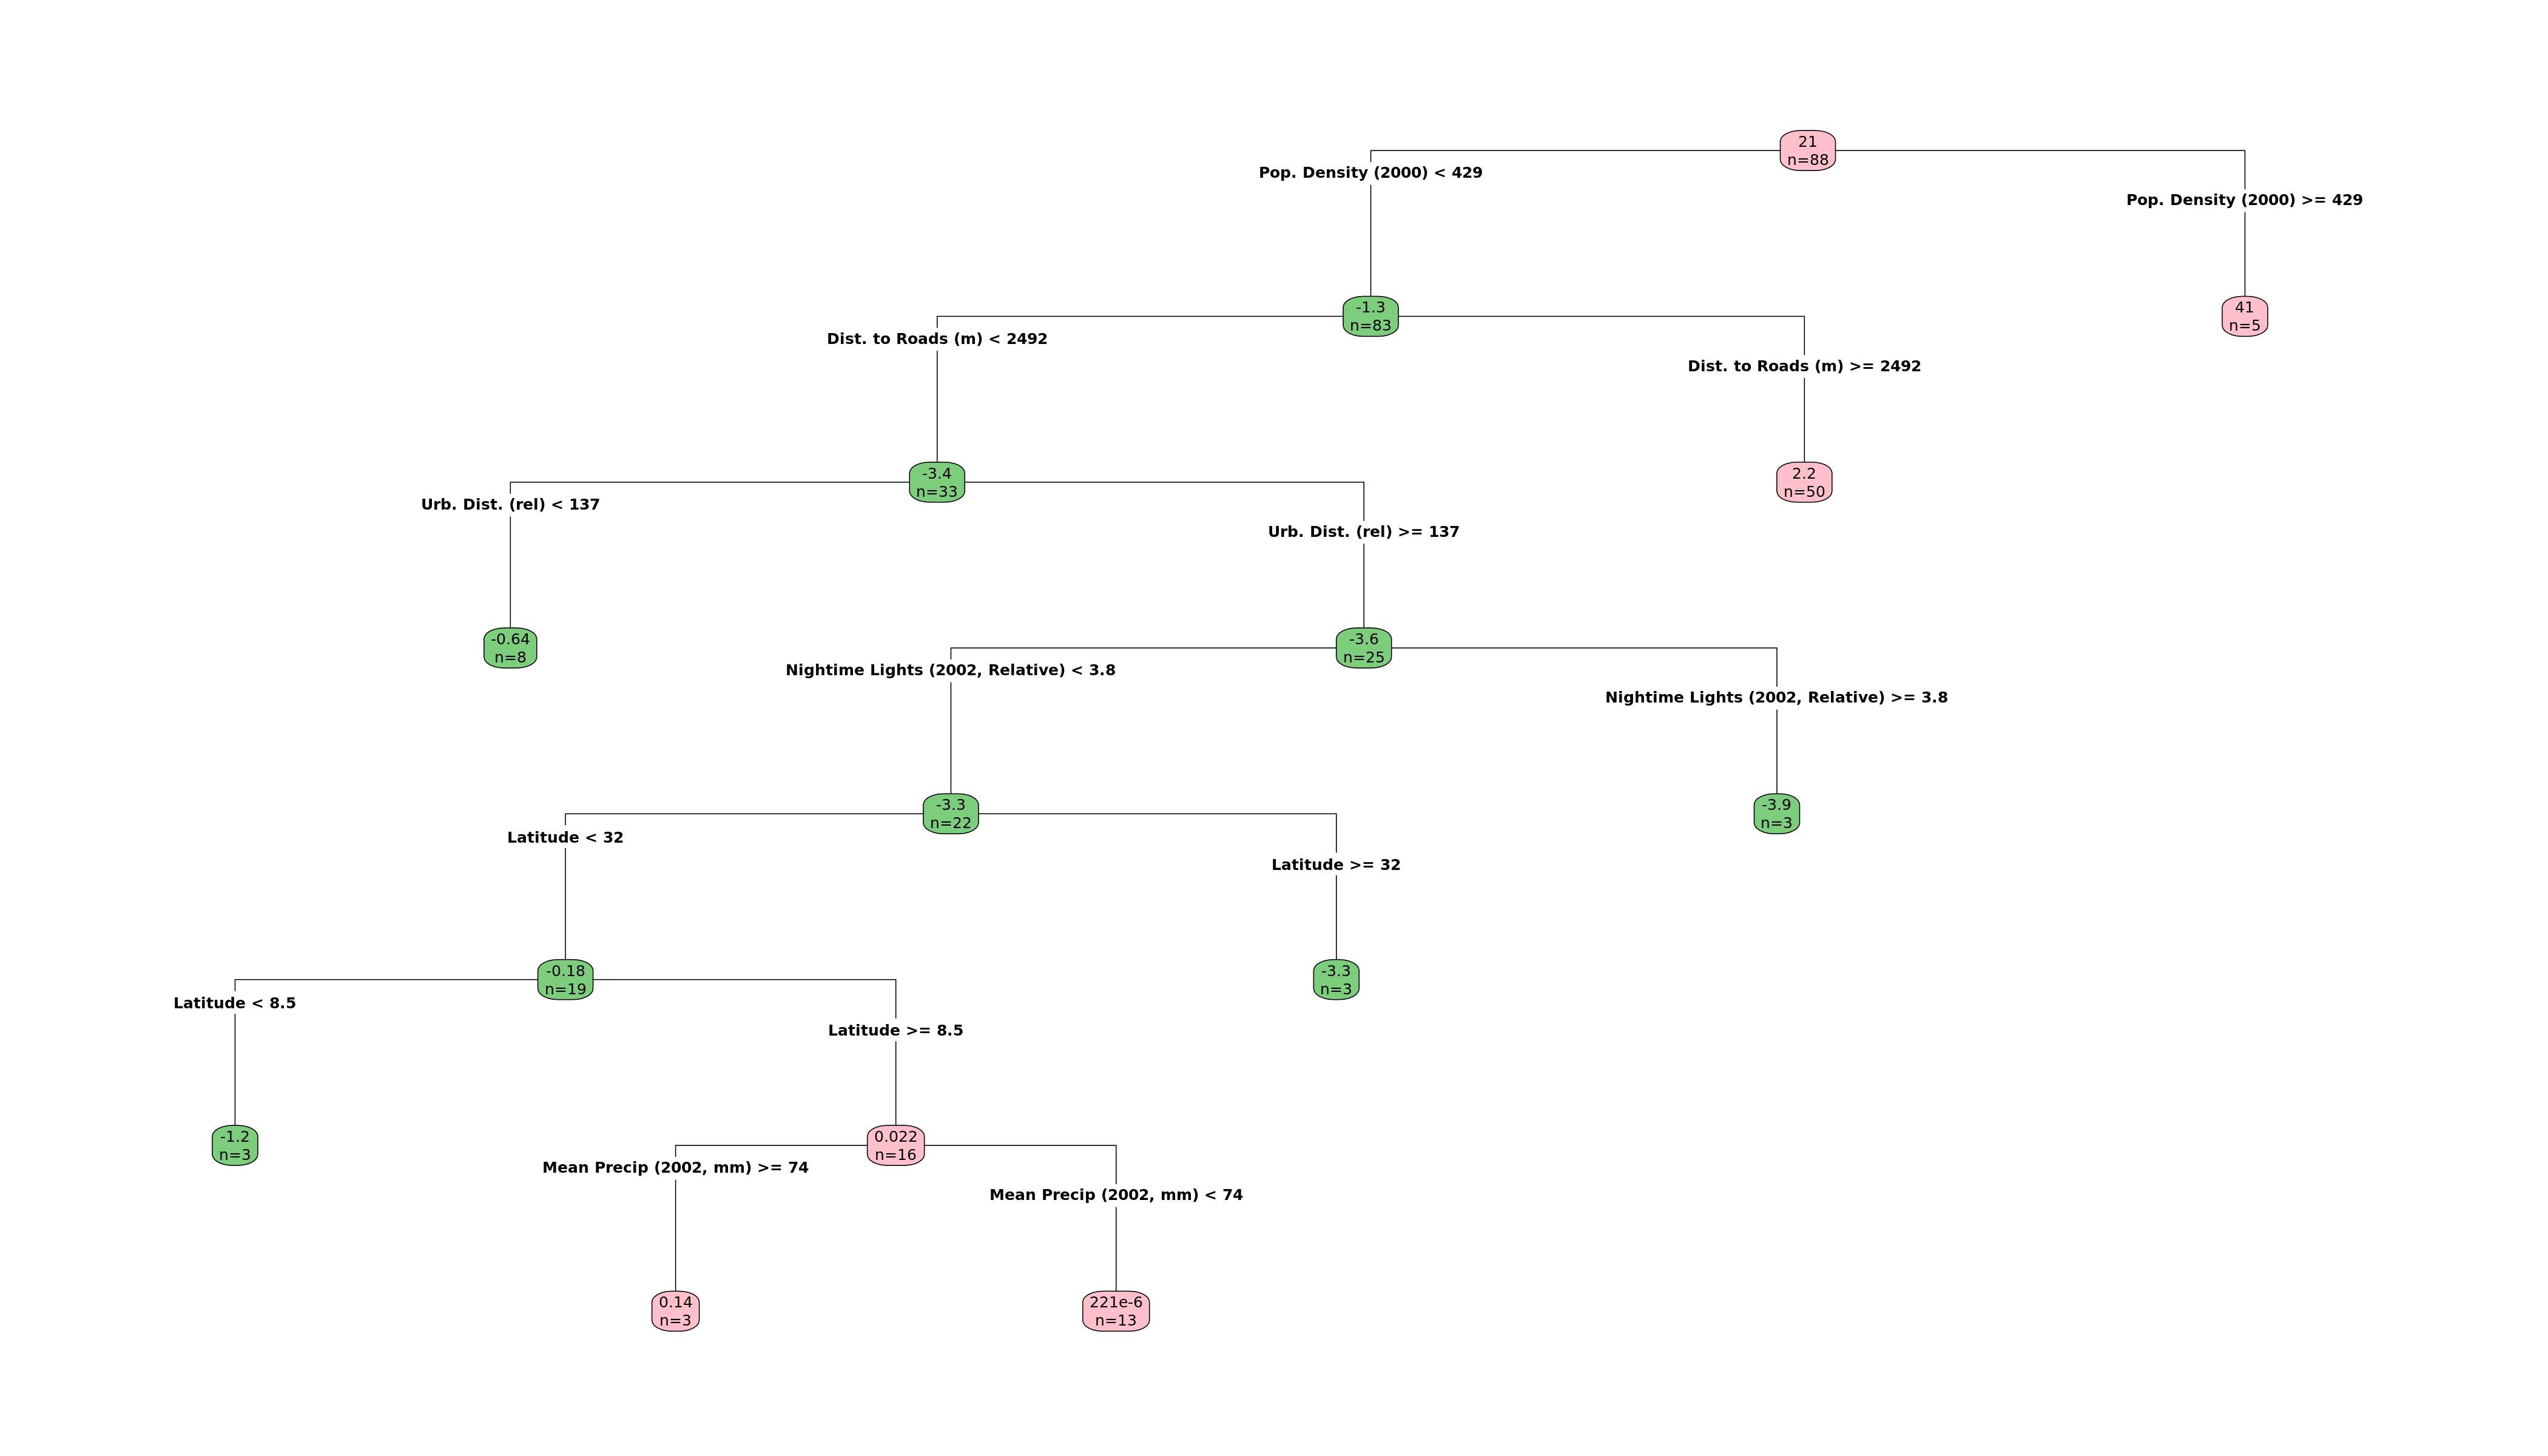 21
n=88
Pop. Density (2000) < 429
Pop. Density (2000) >= 429
-1.3
n=83
41
n=5
Dist. to Roads (m) < 2492
Dist. to Roads (m) >= 2492
-3.4
n=33
2.2
n=50
Urb. Dist. (rel) < 137
Urb. Dist. (rel) >= 137
-0.64
n=8
-3.6
n=25
Nightime Lights (2002, Relative) < 3.8
Nightime Lights (2002, Relative) >= 3.8
-3.3
n=22
-3.9
n=3
Latitude < 32
Latitude >= 32
-0.18
n=19
-3.3
n=3
Latitude < 8.5
Latitude >= 8.5
-1.2
n=3
0.022
n=16
Mean Precip (2002, mm) >= 74
Mean Precip (2002, mm) < 74
0.14
n=3
221e-6
n=13